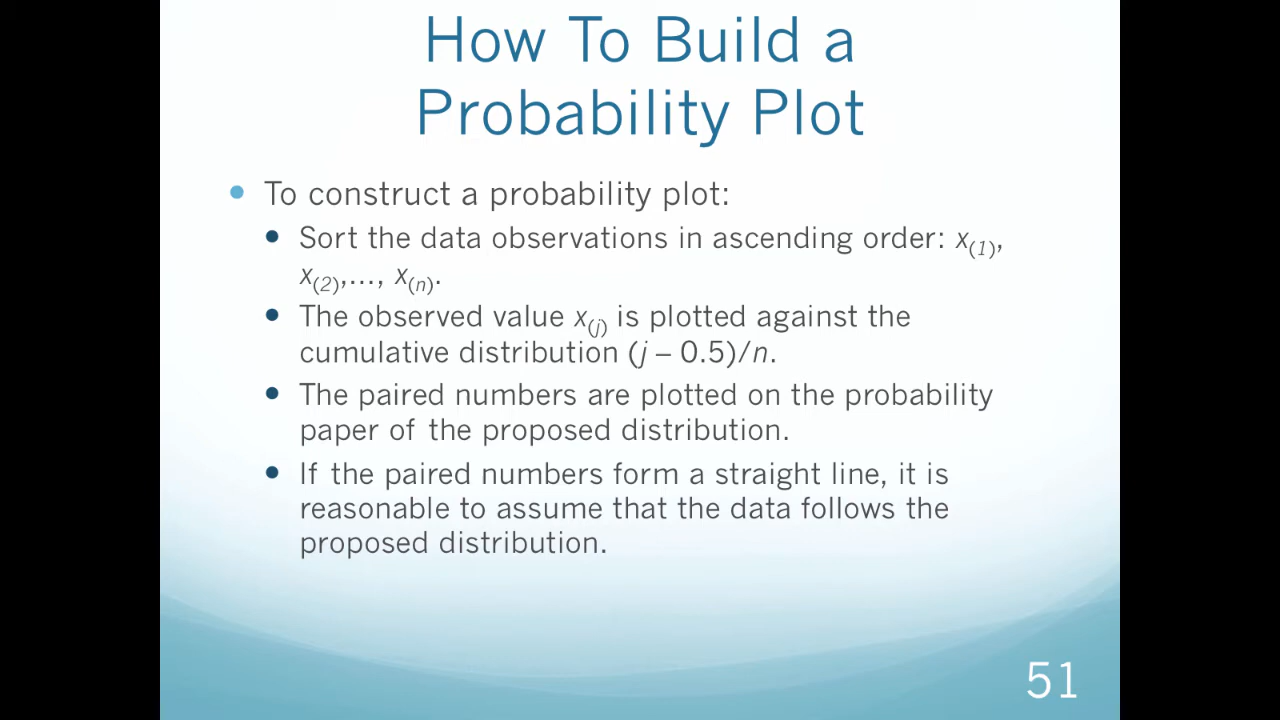 How To Build a
Probability Plot
• To construct a probability plot:
• Sort the data observations in ascending order: x(1),
x(2),…, x(n).
• The observed value x(j) is plotted against the
cumulative distribution (j – 0.5)/n.
• The paired numbers are plotted on the probability
paper of the proposed distribution.
• If the paired numbers form a straight line, it is
reasonable to assume that the data follows the
proposed distribution.
51